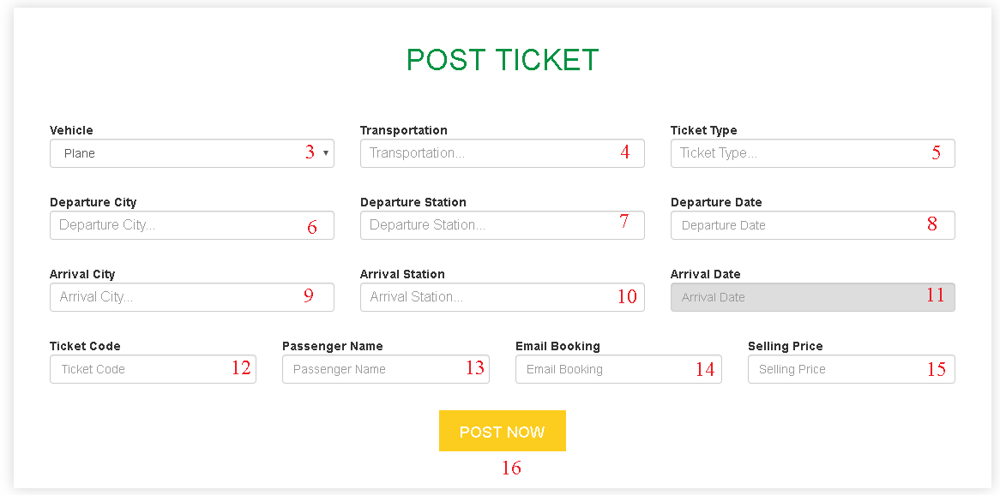 POST TICKET
Vehicle Transportation Ticket Type
Plane 3 Transportation... 4 Ticket Type... 5
Departure City Departure Station Departure Date
Departure City... 6 Departure Station... 7 Departure Date 8
Arrival City Arrival Station Arrival Date
Arrival City... 9 Arrival Station... 10 Arrival Date 11
Ticket Code Passenger Name Email Booking Selling Price
Ticket Code 12 Passenger Name 13 Email Booking 14 Selling Price 15
POST NOW
16